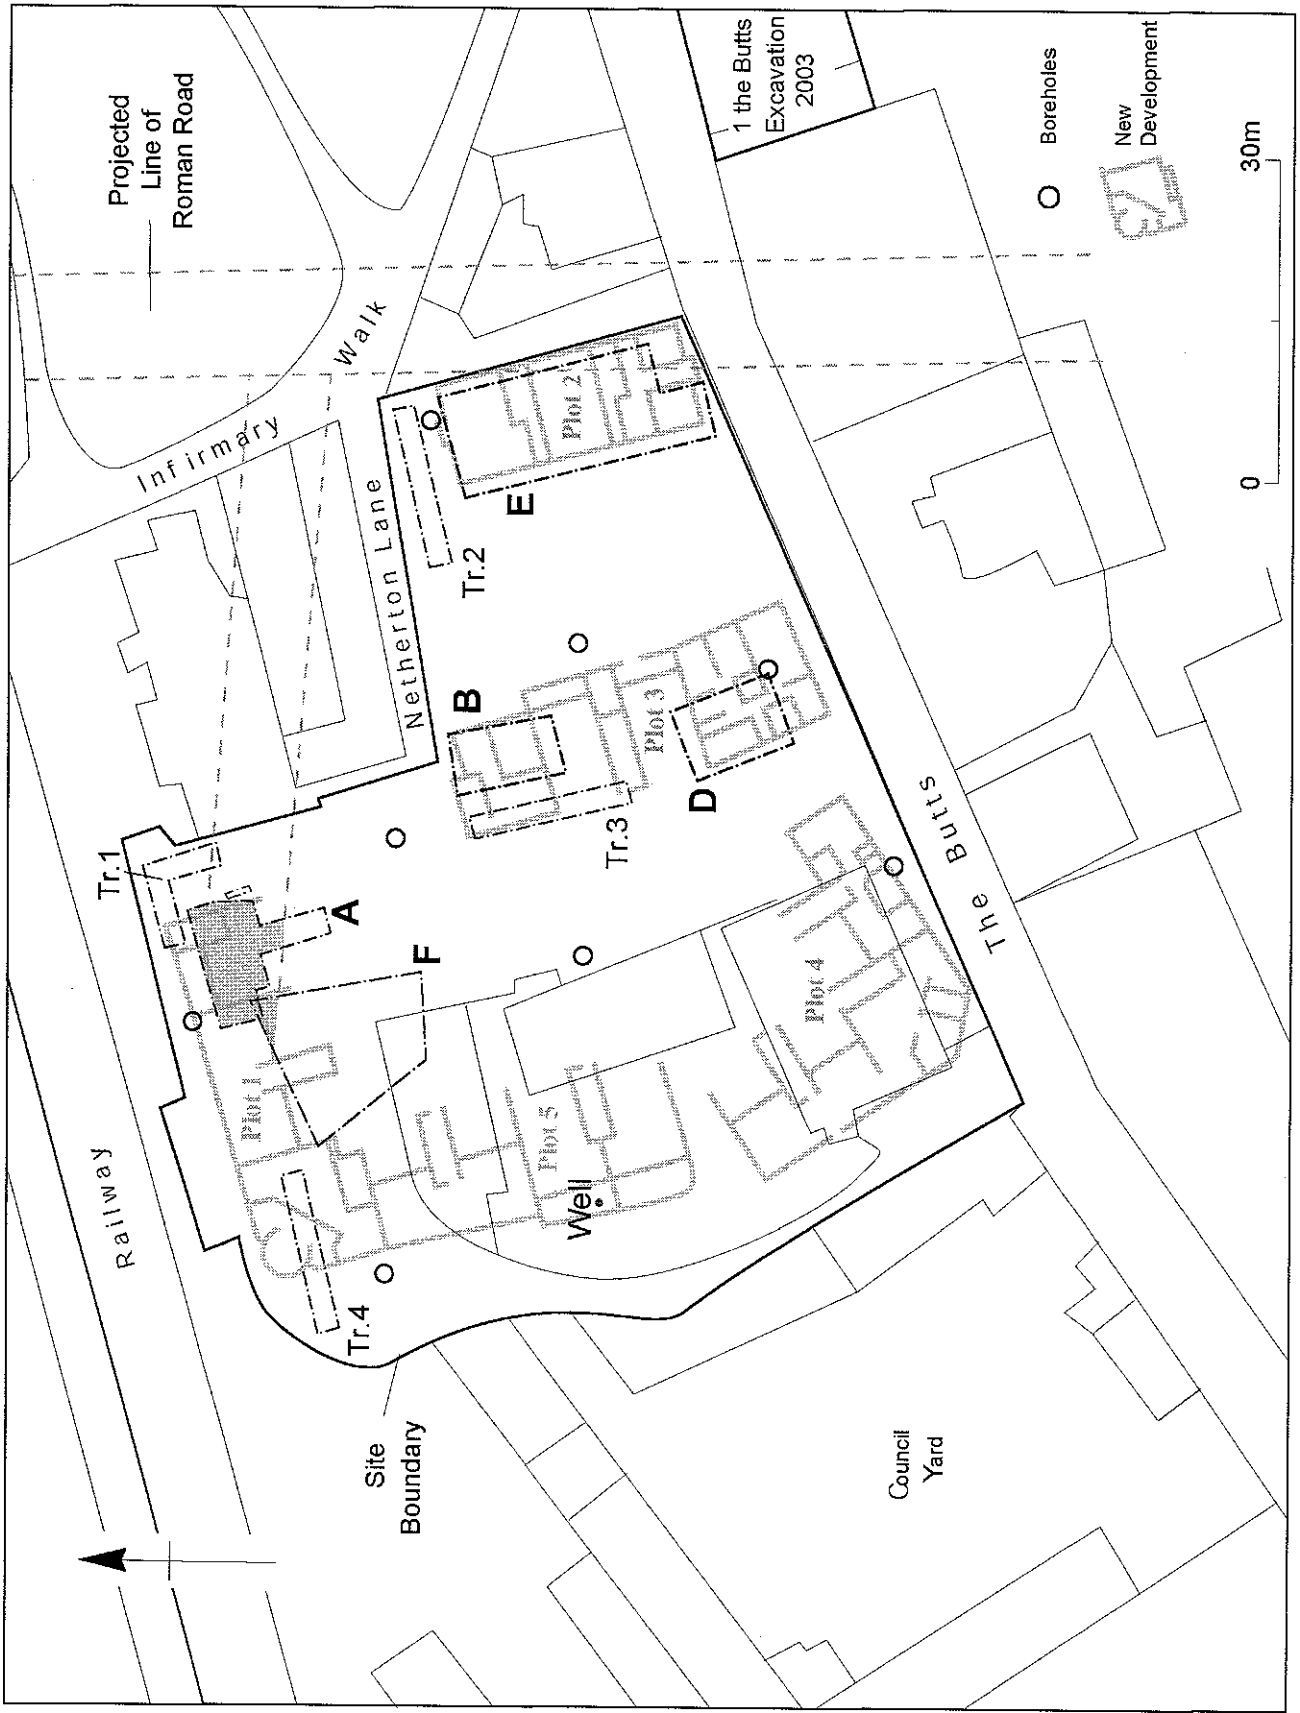 Projected
Line of
Roman Road
Infirmary Walk
Railway
Tr.1
A
F
Plot 1
Tr.4
Site
Boundary
Netherton Lane
B
Tr.2
E
Plot 2
Tr.3
Plot 3
D
Plot 5
Well
Plot 4
The Butts
Council
Yard
1 the Butts
Excavation
2003
Boreholes
New
Development
0
30m